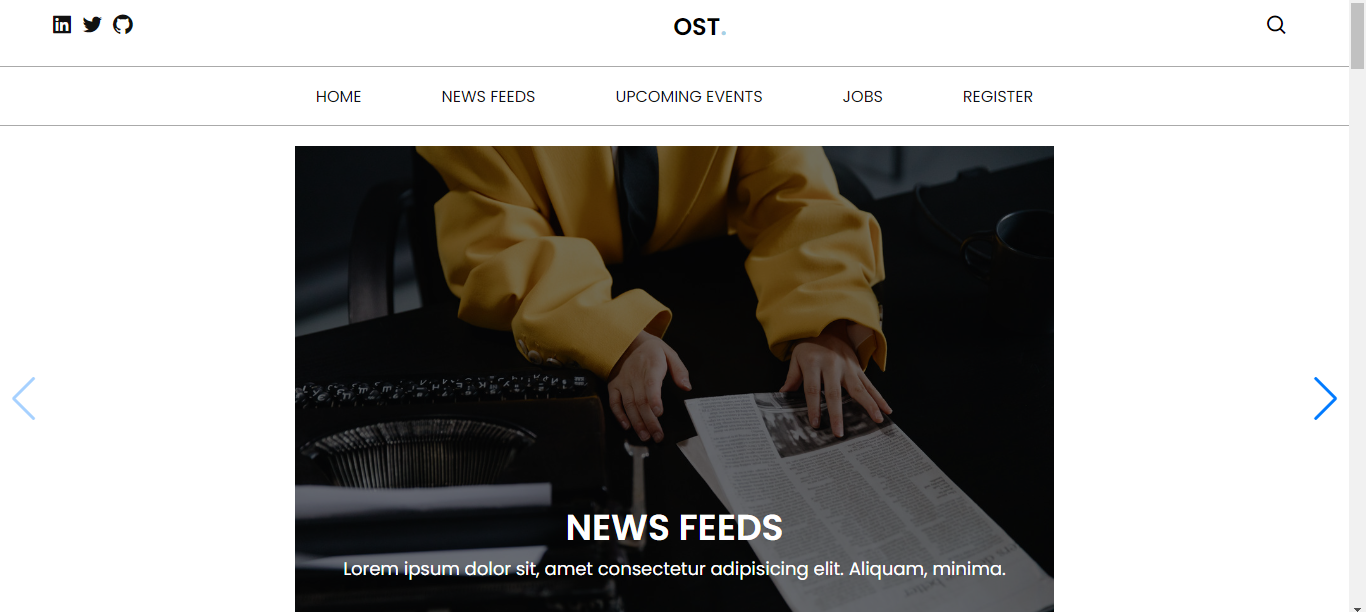 OST.
HOME NEWS FEEDS UPCOMING EVENTS JOBS REGISTER
NEWS FEEDS
Lorem ipsum dolor sit, amet consectetur adipisicing elit. Aliquam, minima.